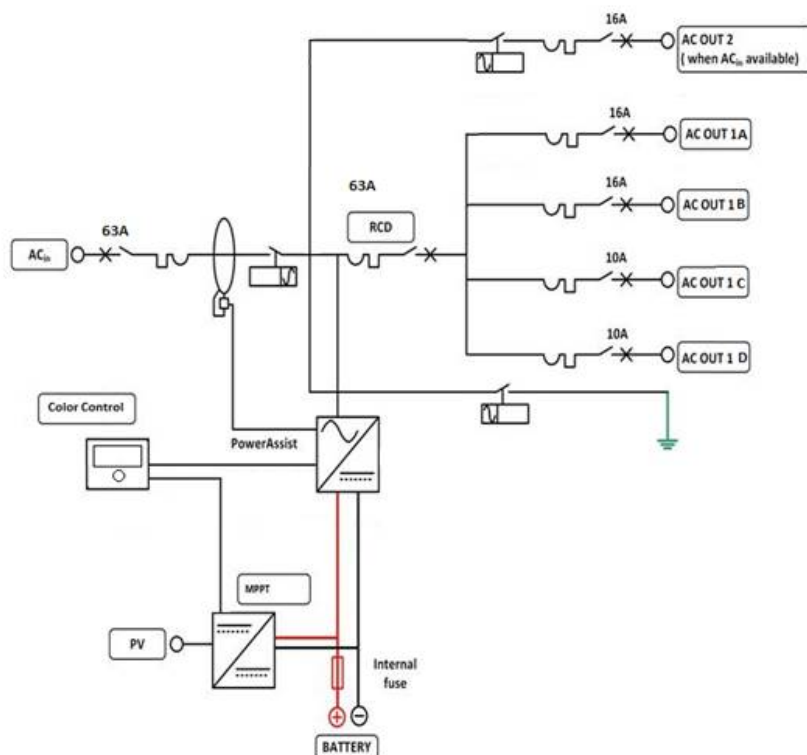 16A
AC OUT 2
( when ACin available)
16A
AC OUT 1A
63A
16A
RCD
AC OUT 1B
63A
ACin
10A
AC OUT 1 C
10A
AC OUT 1 D
Color Control
PowerAssist
MPPT
PV
Internal
fuse
BATTERY